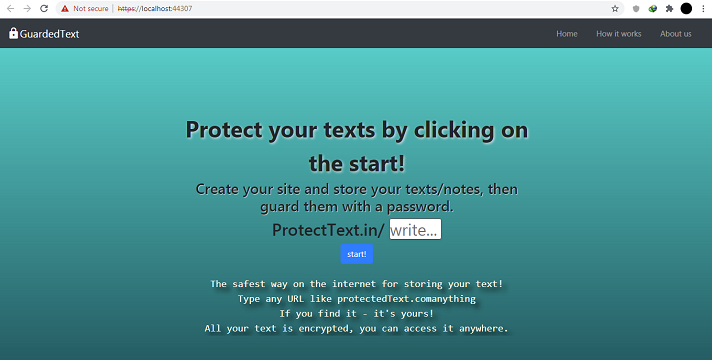 Not secure | https://localhost:44307
GuardedText
Home How it works About us
Protect your texts by clicking on
the start!
Create your site and store your texts/notes, then
guard them with a password.
ProtectText.in/ write...
start!
The safest way on the internet for storing your text!
Type any URL like protectedText.comanything
If you find it - it's yours!
All your text is encrypted, you can access it anywhere.